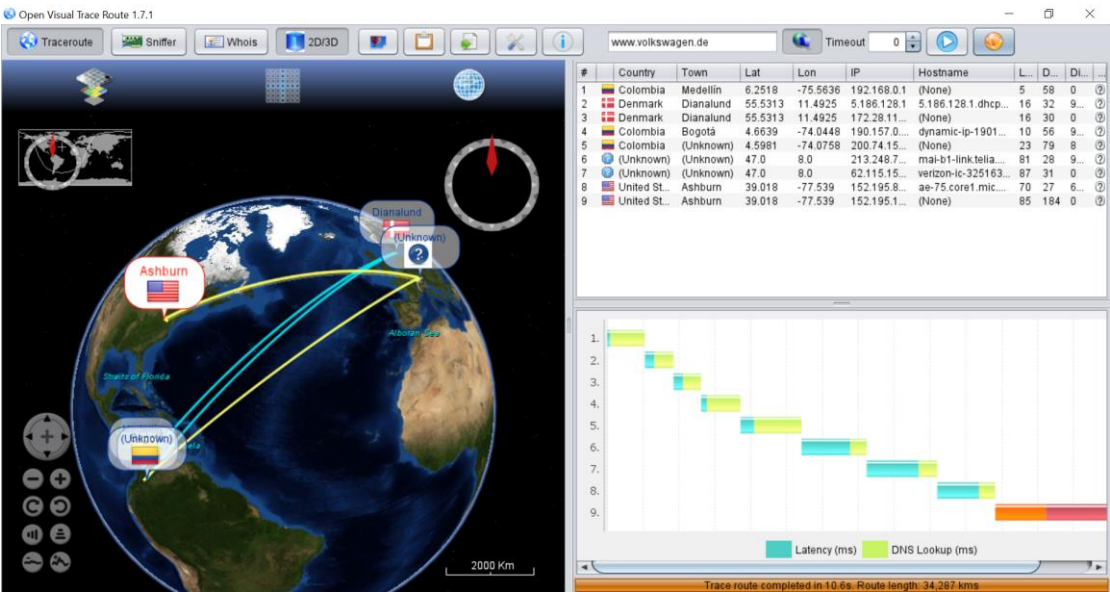 Open Visual Trace Route 1.7.1
Traceroute Sniffer Whois 2D/3D www.volkswagen.de Timeout 0
# Country Town Lat Lon IP Hostname L... D... Di... ...
1 Colombia Medellín 6.2518 -75.5636 192.168.0.1 (None) 5 58 0
2 Denmark Dianalund 55.5313 11.4925 5.186.128.1 5.186.128.1.dhcp... 16 32 9...
3 Denmark Dianalund 55.5313 11.4925 172.28.11... (None) 16 30 0
4 Colombia Bogotá 4.6639 -74.0448 190.157.0.... dynamic-ip-1901... 10 56 9...
5 Colombia (Unknown) 4.5981 -74.0758 200.74.15... (None) 23 79 8
6 (Unknown) (Unknown) 47.0 8.0 213.248.7... mai-b1-link.telia.... 81 28 9...
7 (Unknown) (Unknown) 47.0 8.0 62.115.15... verizon-ic-325163... 87 31 0
8 United St... Ashburn 39.018 -77.539 152.195.8... ae-75.core1.mic.... 70 27 6...
9 United St... Ashburn 39.018 -77.539 152.195.1... (None) 85 184 0
Dianalund
(Unknown)
Ashburn
Alboran Sea
Straits of Florida
(Unknown)
2000 Km
1.
2.
3.
4.
5.
6.
7.
8.
9.
Latency (ms) DNS Lookup (ms)
Trace route completed in 10.6s. Route length: 34,287 kms